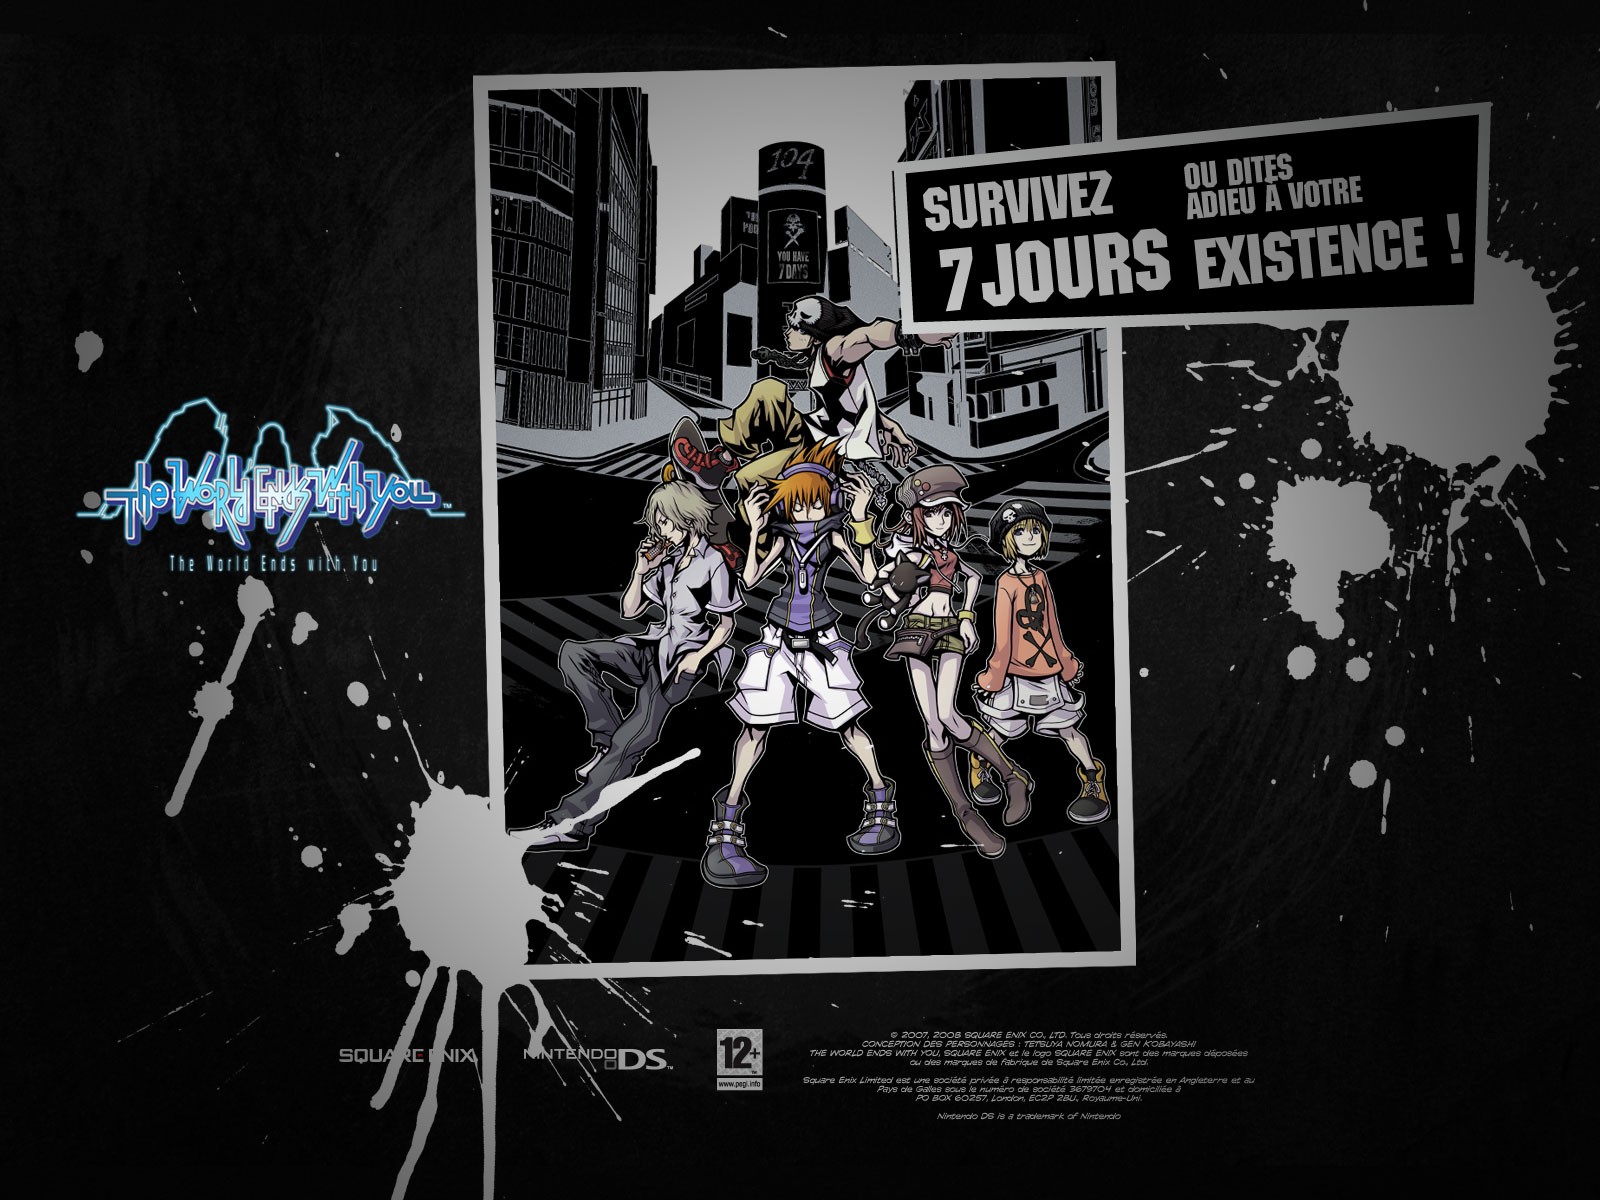 104
YOU HAVE
7 DAYS
SURVIVEZ
7 JOURS
OU DITES
ADIEU À VOTRE
EXISTENCE !
The World Ends With You™
The World Ends with You
SQUARE ENIX
NINTENDO DS™
12+
www.pegi.info
© 2007, 2008 SQUARE ENIX CO., LTD. Tous droits réservés.
CONCEPTION DES PERSONNAGES : TETSUYA NOMURA & GEN KOBAYASHI
THE WORLD ENDS WITH YOU, SQUARE ENIX et le logo SQUARE ENIX sont des marques déposées
ou des marques de fabrique de Square Enix Co., Ltd.
Square Enix Limited est une société privée à responsabilité limitée enregistrée en Angleterre et au
Pays de Galles sous le numéro de société 3679704 et domiciliée à
PO BOX 60257, London, EC2P 2BU, Royaume-Uni.
Nintendo DS is a trademark of Nintendo